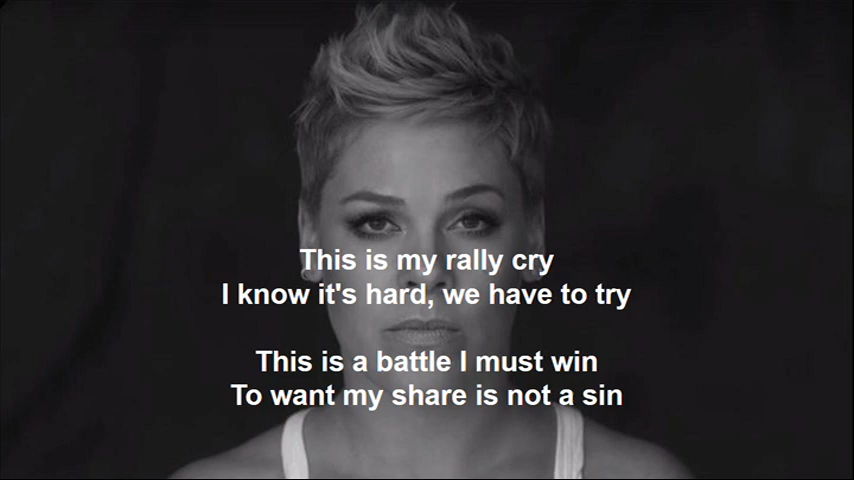 This is my rally cry
I know it's hard, we have to try
This is a battle I must win
To want my share is not a sin